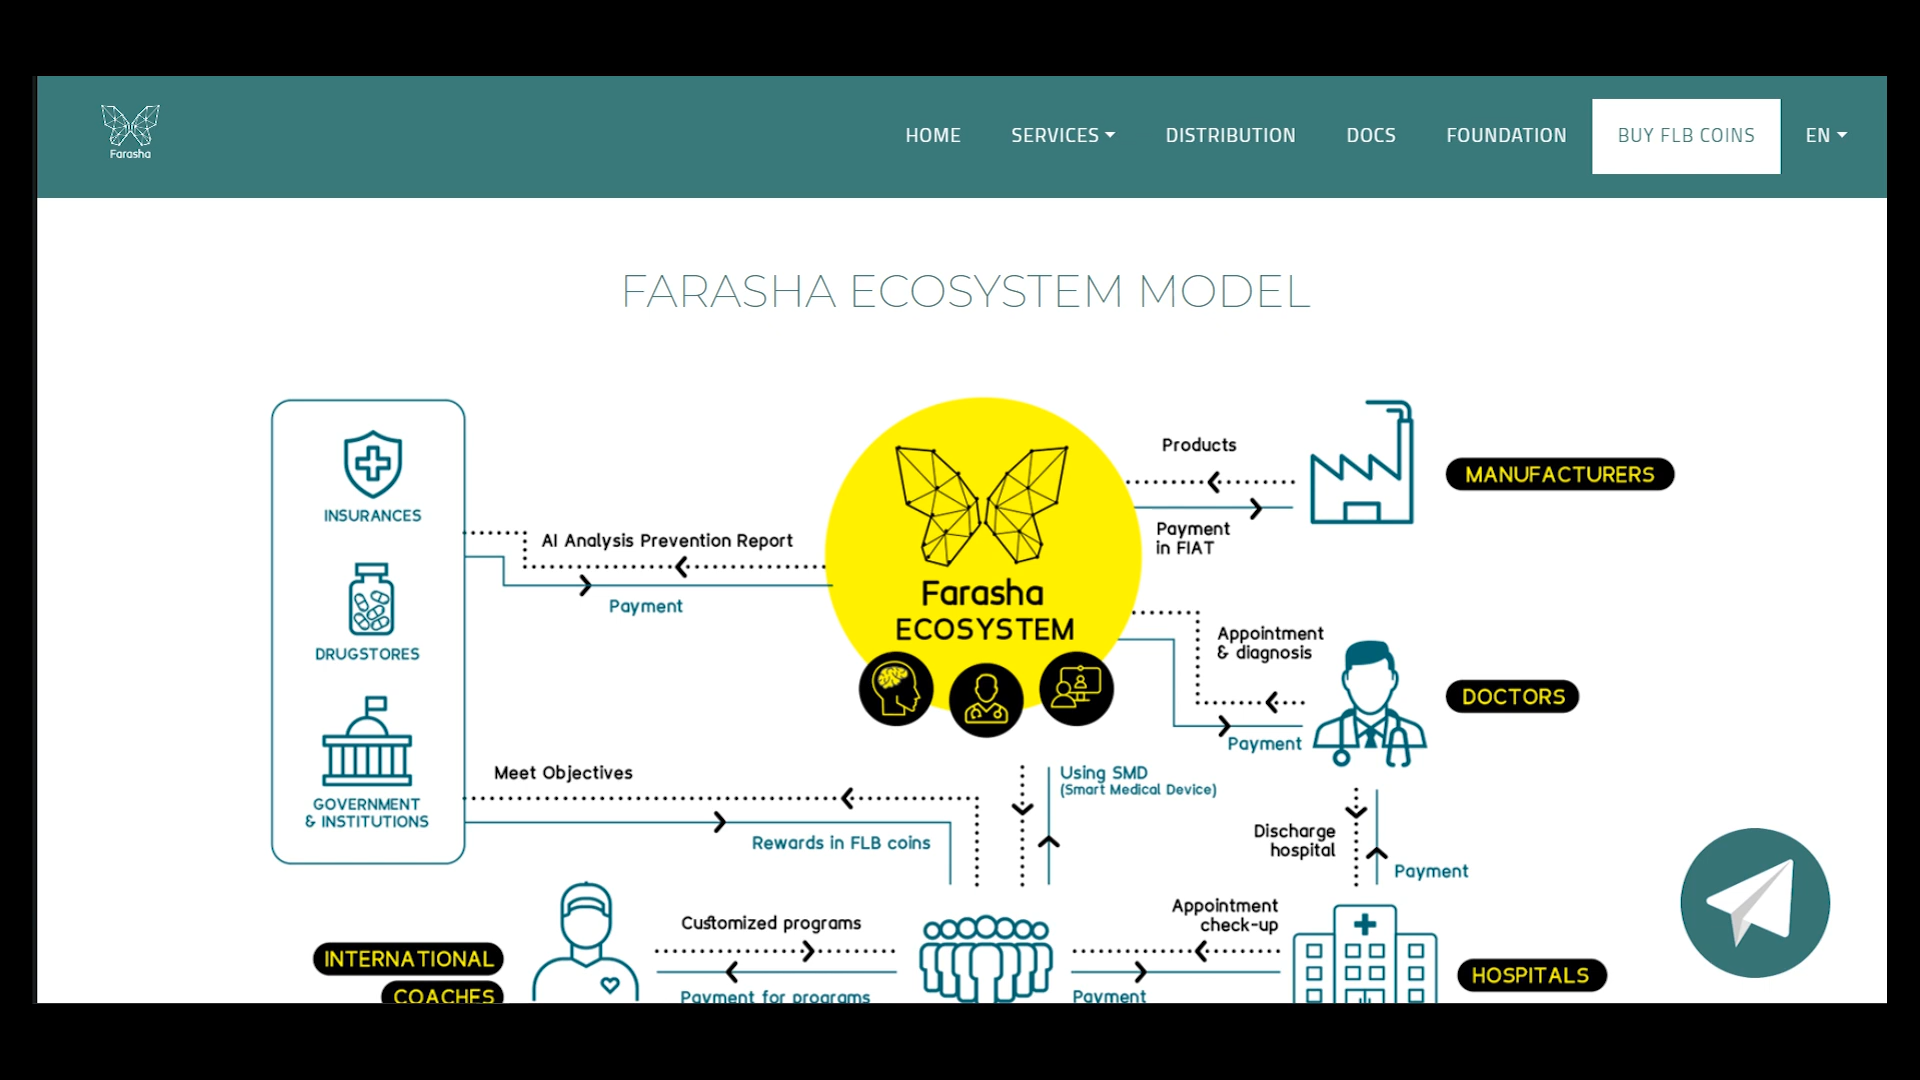 Farasha
HOME
SERVICES
DISTRIBUTION
DOCS
FOUNDATION
BUY FLB COINS
EN
FARASHA ECOSYSTEM MODEL
INSURANCES
DRUGSTORES
GOVERNMENT
& INSTITUTIONS
AI Analysis Prevention Report
Payment
Farasha
ECOSYSTEM
Products
Payment
in FIAT
MANUFACTURERS
Appointment
& diagnosis
Payment
DOCTORS
Meet Objectives
Rewards in FLB coins
Using SMD
(Smart Medical Device)
Discharge
hospital
Payment
INTERNATIONAL
COACHES
Customized programs
Payment for programs
Appointment
check-up
Payment
HOSPITALS